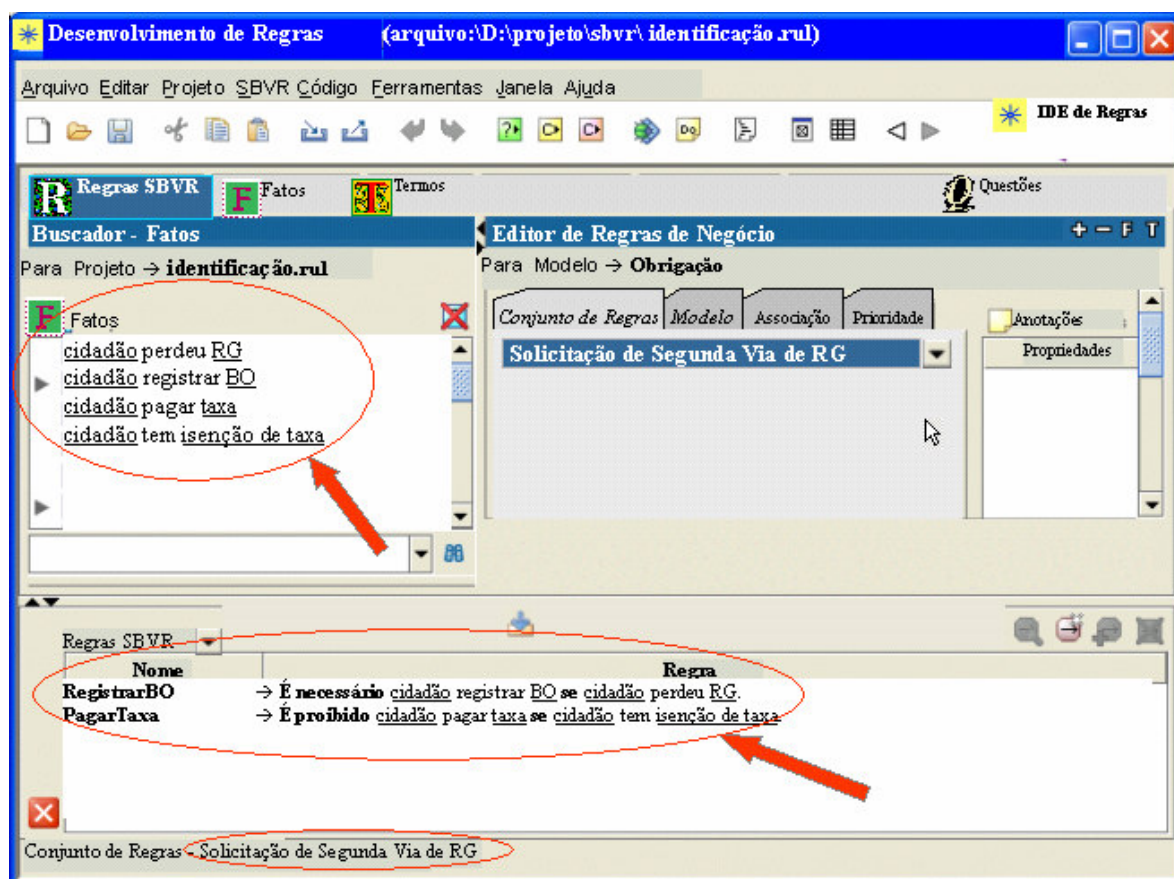 Desenvolvimento de Regras (arquivo:\D:\projeto\sbvr\ identificação.rul)
Arquivo Editar Projeto SBVR Código Ferramentas Janela Ajuda
IDE de Regras
R Regras SBVR F Fatos T Termos Questões
Buscador - Fatos
Para Projeto → identificação.rul
F Fatos
cidadão perdeu RG
cidadão registrar BO
cidadão pagar taxa
cidadão tem isenção de taxa
Editor de Regras de Negócio + − F T
Para Modelo → Obrigação
Conjunto de Regras Modelo Associação Prioridade
Solicitação de Segunda Via de RG
Anotações
Propriedades
Regras SBVR
Nome Regra
RegistrarBO → É necessário cidadão registrar BO se cidadão perdeu RG.
PagarTaxa → É proibido cidadão pagar taxa se cidadão tem isenção de taxa
Conjunto de Regras - Solicitação de Segunda Via de RG